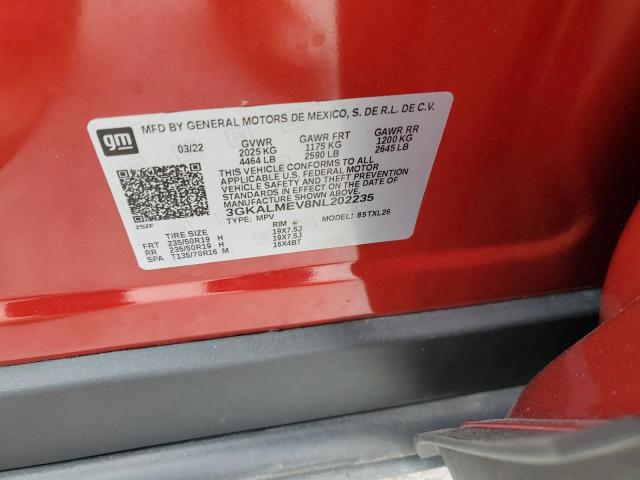 gm
MFD BY GENERAL MOTORS DE MEXICO, S. DE R.L. DE C.V.
03/22 GVWR GAWR FRT GAWR RR
2025 KG 1175 KG 1200 KG
4464 LB 2590 LB 2645 LB
THIS VEHICLE CONFORMS TO ALL
APPLICABLE U.S. FEDERAL MOTOR
VEHICLE SAFETY AND THEFT
PREVENTION STANDARDS IN EFFECT ON
THE DATE OF MANUFACTURE SHOWN ABOVE.
3GKALMEV8NL202235
252F
TYPE: MPV MODEL: 85TXL26
TIRE SIZE RIM
FRT 235/50R19 H 19X7.5J
RR 235/50R19 H 19X7.5J
SPA T135/70R16 M 16X4BT